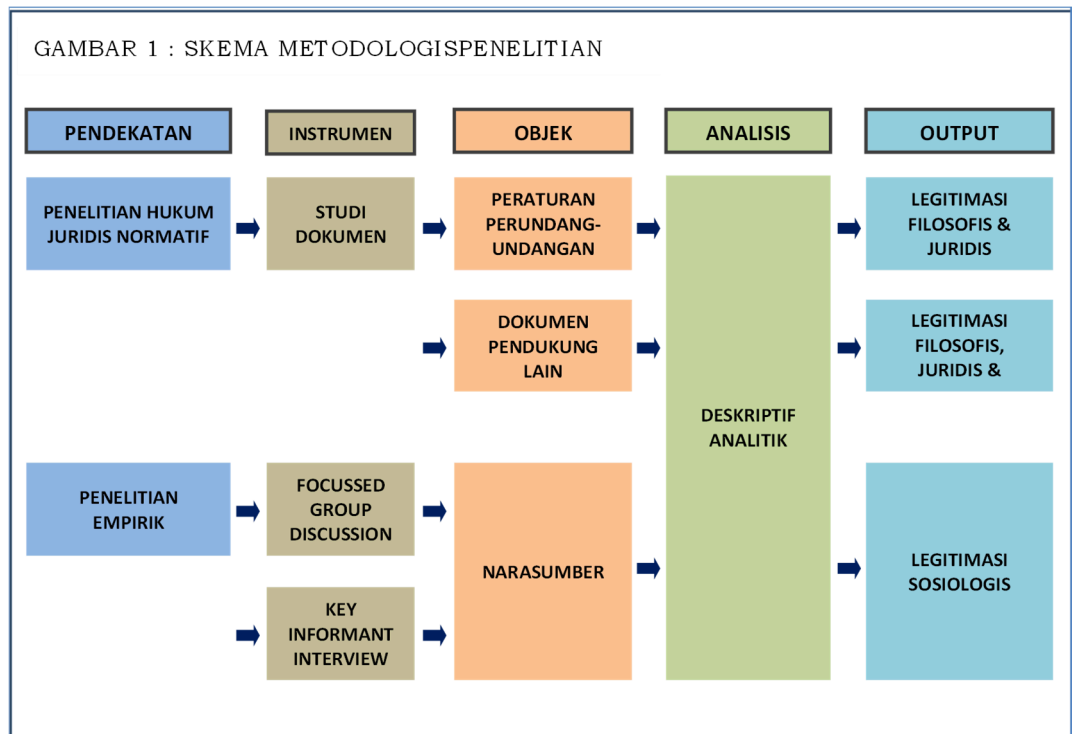 GAMBAR 1 : SKEMA METODOLOGISPENELITIAN
PENDEKATAN
INSTRUMEN
OBJEK
ANALISIS
OUTPUT
PENELITIAN HUKUM
JURIDIS NORMATIF
STUDI
DOKUMEN
PERATURAN
PERUNDANG-
UNDANGAN
LEGITIMASI
FILOSOFIS &
JURIDIS
DOKUMEN
PENDUKUNG
LAIN
LEGITIMASI
FILOSOFIS,
JURIDIS &
DESKRIPTIF
ANALITIK
PENELITIAN
EMPIRIK
FOCUSSED
GROUP
DISCUSSION
NARASUMBER
LEGITIMASI
SOSIOLOGIS
KEY
INFORMANT
INTERVIEW